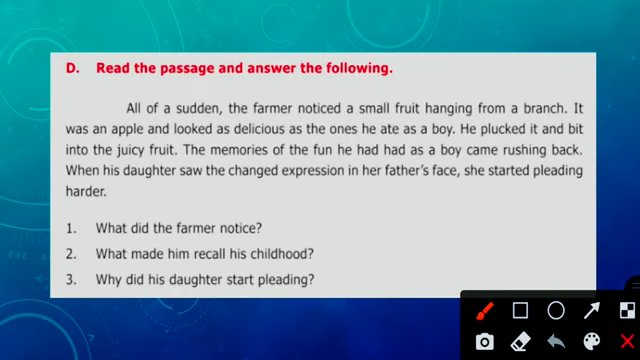 D. Read the passage and answer the following.
All of a sudden, the farmer noticed a small fruit hanging from a branch. It
was an apple and looked as delicious as the ones he ate as a boy. He plucked it and bit
into the juicy fruit. The memories of the fun he had had as a boy came rushing back.
When his daughter saw the changed expression in her father's face, she started pleading
harder.
1. What did the farmer notice?
2. What made him recall his childhood?
3. Why did his daughter start pleading?